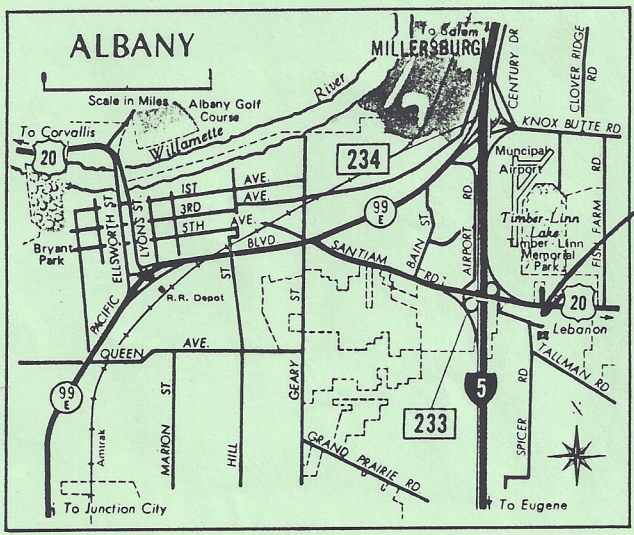 ALBANY
Scale in Miles
To Salem
MILLERSBURG
CENTURY DR
CLOVER RIDGE
RD
River
Albany Golf
Course
Willamette
To Corvallis
20
KNOX BUTTE RD
234
Muncipal
Airport
1ST AVE.
3RD AVE.
5TH AVE.
99
E
ELLSWORTH ST
LYONS ST.
Bryant
Park
BLVD.
SANTIAM
RD.
BAIN ST
AIRPORT RD
Timber-Linn
Lake
Timber-Linn
Memorial
Park
FISH FARM RD
20
Lebanon
PACIFIC
R.R. Depot
ST
QUEEN AVE.
GEARY ST
TALLMAN RD
99
E
5
233
MARION ST
HILL
SPICER RD
Amtrak
GRAND PRAIRIE RD
To Junction City
To Eugene